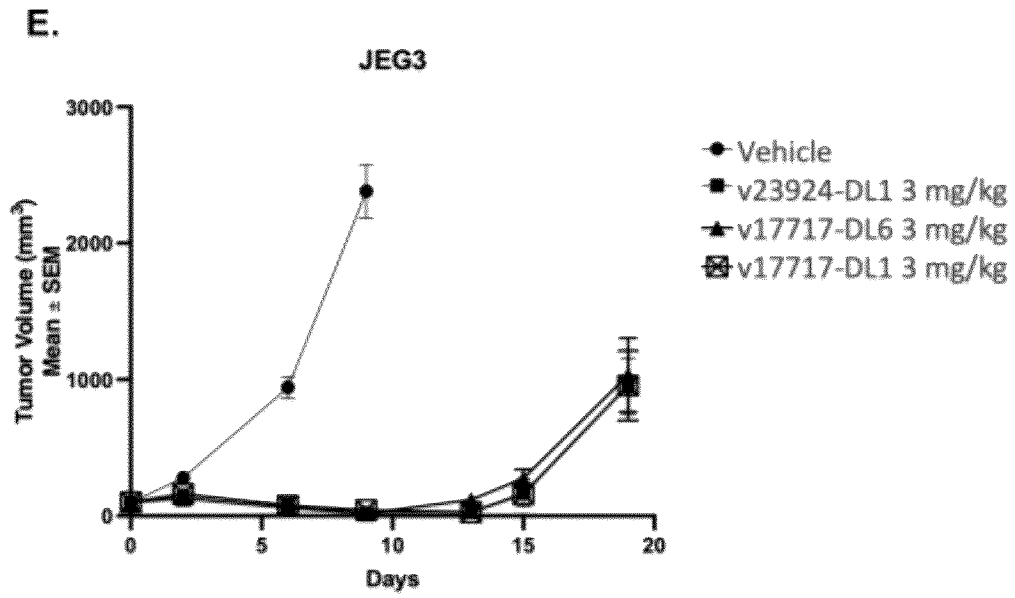 E.
JEG3
Tumor Volume (mm³)
Mean ± SEM
3000
2000
1000
0
0 5 10 15 20
Days
Vehicle
v23924-DL1 3 mg/kg
v17717-DL6 3 mg/kg
v17717-DL1 3 mg/kg